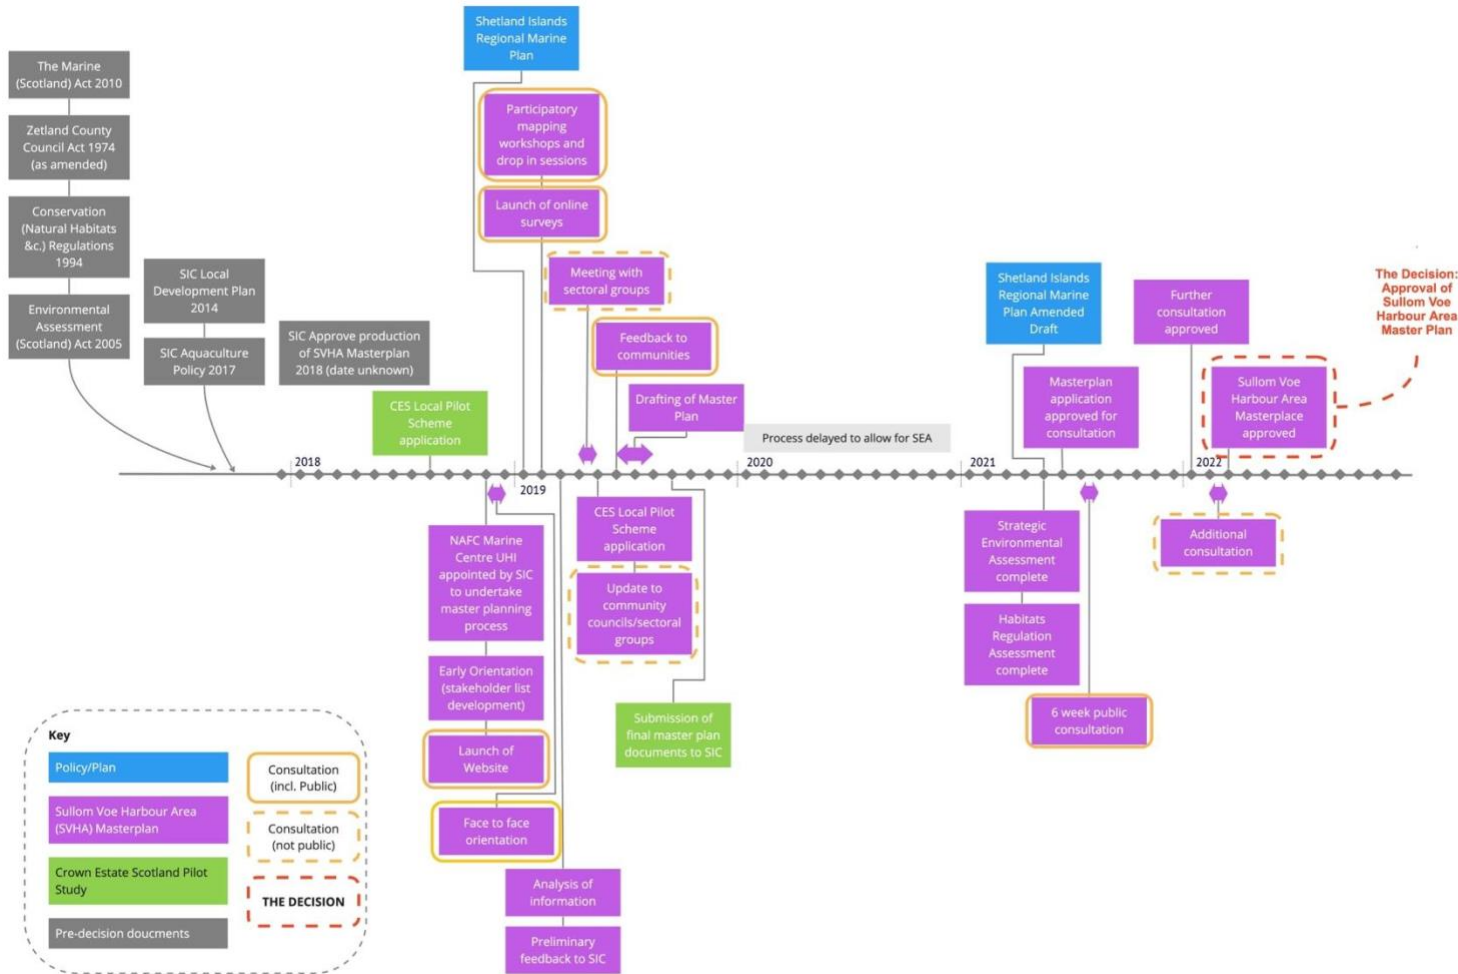 The Marine
(Scotland) Act 2010
Zetland County
Council Act 1974
(as amended)
Conservation
(Natural Habitats
&c.) Regulations
1994
Environmental
Assessment
(Scotland) Act 2005
SIC Local
Development Plan
2014
SIC Aquaculture
Policy 2017
SIC Approve production
of SVHA Masterplan
2018 (date unknown)
CES Local Pilot
Scheme
application
Shetland Islands
Regional Marine
Plan
Participatory
mapping
workshops and
drop in sessions
Launch of online
surveys
Meeting with
sectoral groups
Feedback to
communities
Drafting of Master
Plan
Process delayed to allow for SEA
Shetland Islands
Regional Marine
Plan Amended
Draft
Masterplan
application
approved for
consultation
Further
consultation
approved
Sullom Voe
Harbour Area
Masterplace
approved
The Decision:
Approval of
Sullom Voe
Harbour Area
Master Plan
2018
2019
2020
2021
2022
NAFC Marine
Centre UHI
appointed by SIC
to undertake
master planning
process
Early Orientation
(stakeholder list
development)
Launch of
Website
Face to face
orientation
Analysis of
information
Preliminary
feedback to SIC
CES Local Pilot
Scheme
application
Update to
community
councils/sectoral
groups
Submission of
final master plan
documents to SIC
Strategic
Environmental
Assessment
complete
Habitats
Regulation
Assessment
complete
6 week public
consultation
Additional
consultation
Key
Policy/Plan
Sullom Voe Harbour Area
(SVHA) Masterplan
Crown Estate Scotland Pilot
Study
Pre-decision doucments
Consultation
(incl. Public)
Consultation
(not public)
THE DECISION